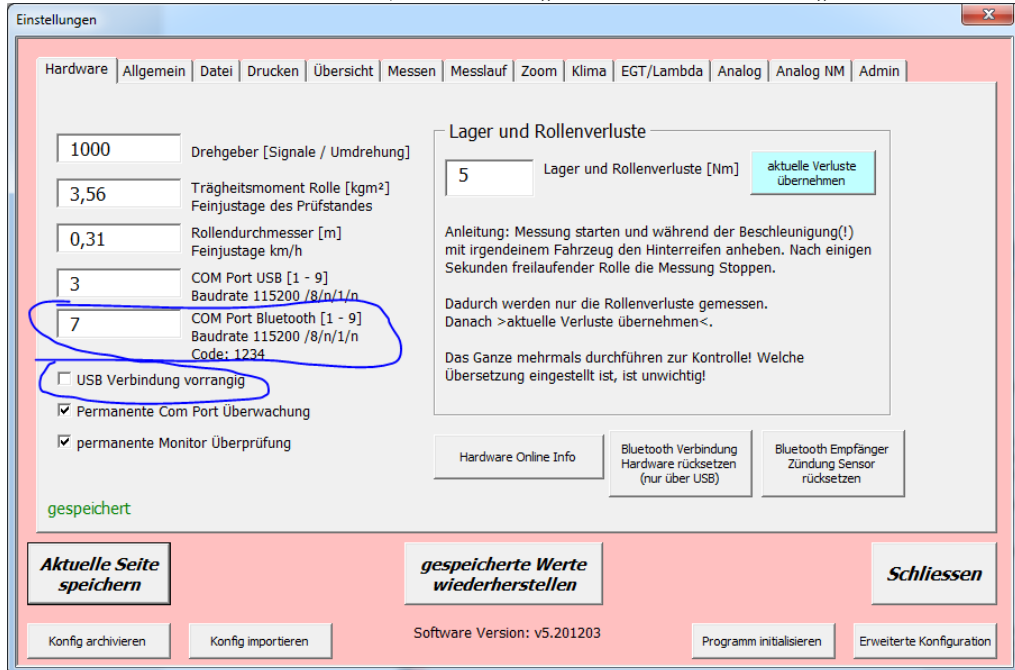 Einstellungen
Hardware Allgemein Datei Drucken Übersicht Messen Messlauf Zoom Klima EGT/Lambda Analog Analog NM Admin
1000
Drehgeber [Signale / Umdrehung]
3,56
Trägheitsmoment Rolle [kgm²]
Feinjustage des Prüfstandes
0,31
Rollendurchmesser [m]
Feinjustage km/h
3
COM Port USB [1 - 9]
Baudrate 115200 /8/n/1/n
7
COM Port Bluetooth [1 - 9]
Baudrate 115200 /8/n/1/n
Code: 1234
USB Verbindung vorrangig
Permanente Com Port Überwachung
permanente Monitor Überprüfung
gespeichert
Lager und Rollenverluste
5
Lager und Rollenverluste [Nm]
aktuelle Verluste
übernehmen
Anleitung: Messung starten und während der Beschleunigung(!)
mit irgendeinem Fahrzeug den Hinterreifen anheben. Nach einigen
Sekunden freilaufender Rolle die Messung Stoppen.
Dadurch werden nur die Rollenverluste gemessen.
Danach >aktuelle Verluste übernehmen<.
Das Ganze mehrmals durchführen zur Kontrolle! Welche
Übersetzung eingestellt ist, ist unwichtig!
Hardware Online Info
Bluetooth Verbindung
Hardware rücksetzen
(nur über USB)
Bluetooth Empfänger
Zündung Sensor
rücksetzen
Aktuelle Seite
speichern
gespeicherte Werte
wiederherstellen
Schliessen
Konfig archivieren
Konfig importieren
Software Version: v5.201203
Programm initialisieren
Erweiterte Konfiguration